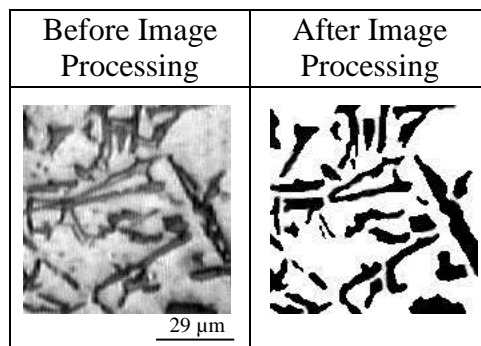 Before Image
Processing
After Image
Processing
29 µm